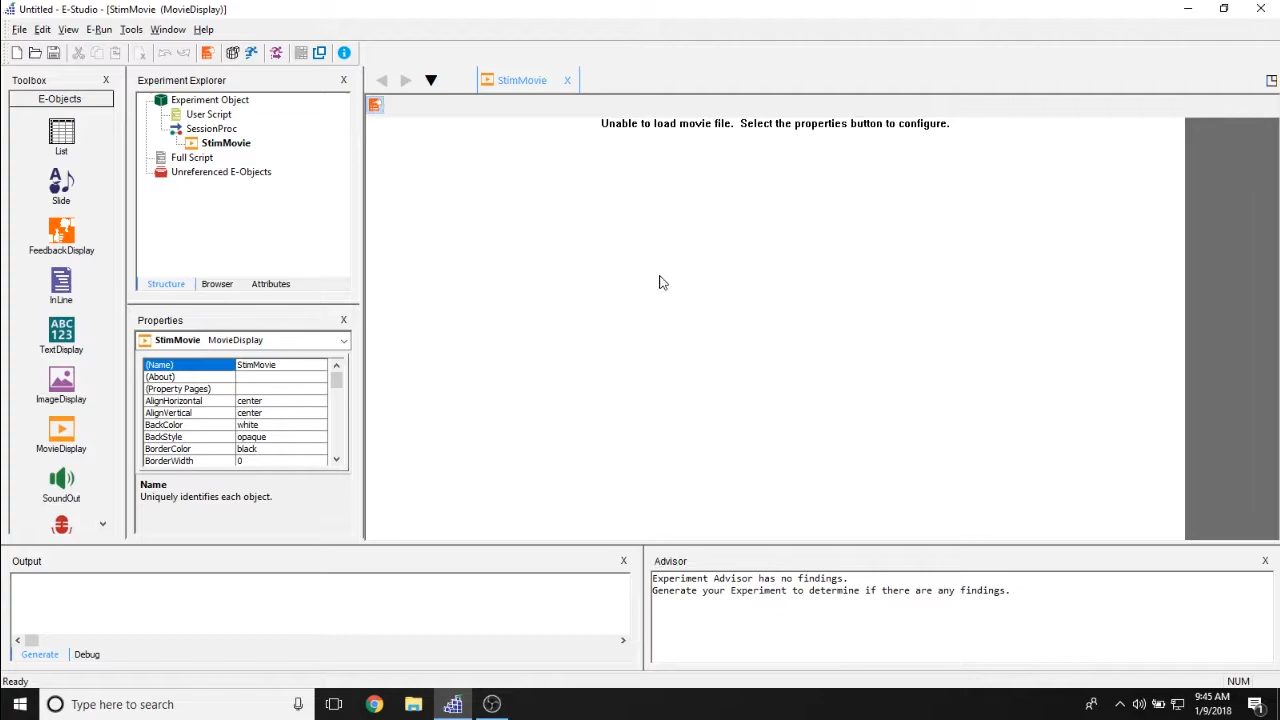 Untitled - E-Studio - [StimMovie (MovieDisplay)]
File Edit View E-Run Tools Window Help
Toolbox
E-Objects
List
Slide
FeedbackDisplay
InLine
TextDisplay
ImageDisplay
MovieDisplay
SoundOut
Experiment Explorer
Experiment Object
User Script
SessionProc
StimMovie
Full Script
Unreferenced E-Objects
Structure Browser Attributes
Properties
StimMovie MovieDisplay
(Name) StimMovie
(About)
(Property Pages)
AlignHorizontal center
AlignVertical center
BackColor white
BackStyle opaque
BorderColor black
BorderWidth 0
Name
Uniquely identifies each object.
StimMovie
Unable to load movie file. Select the properties button to configure.
Output
Generate Debug
Advisor
Experiment Advisor has no findings.
Generate your Experiment to determine if there are any findings.
Ready
NUM
Type here to search
9:45 AM
1/9/2018